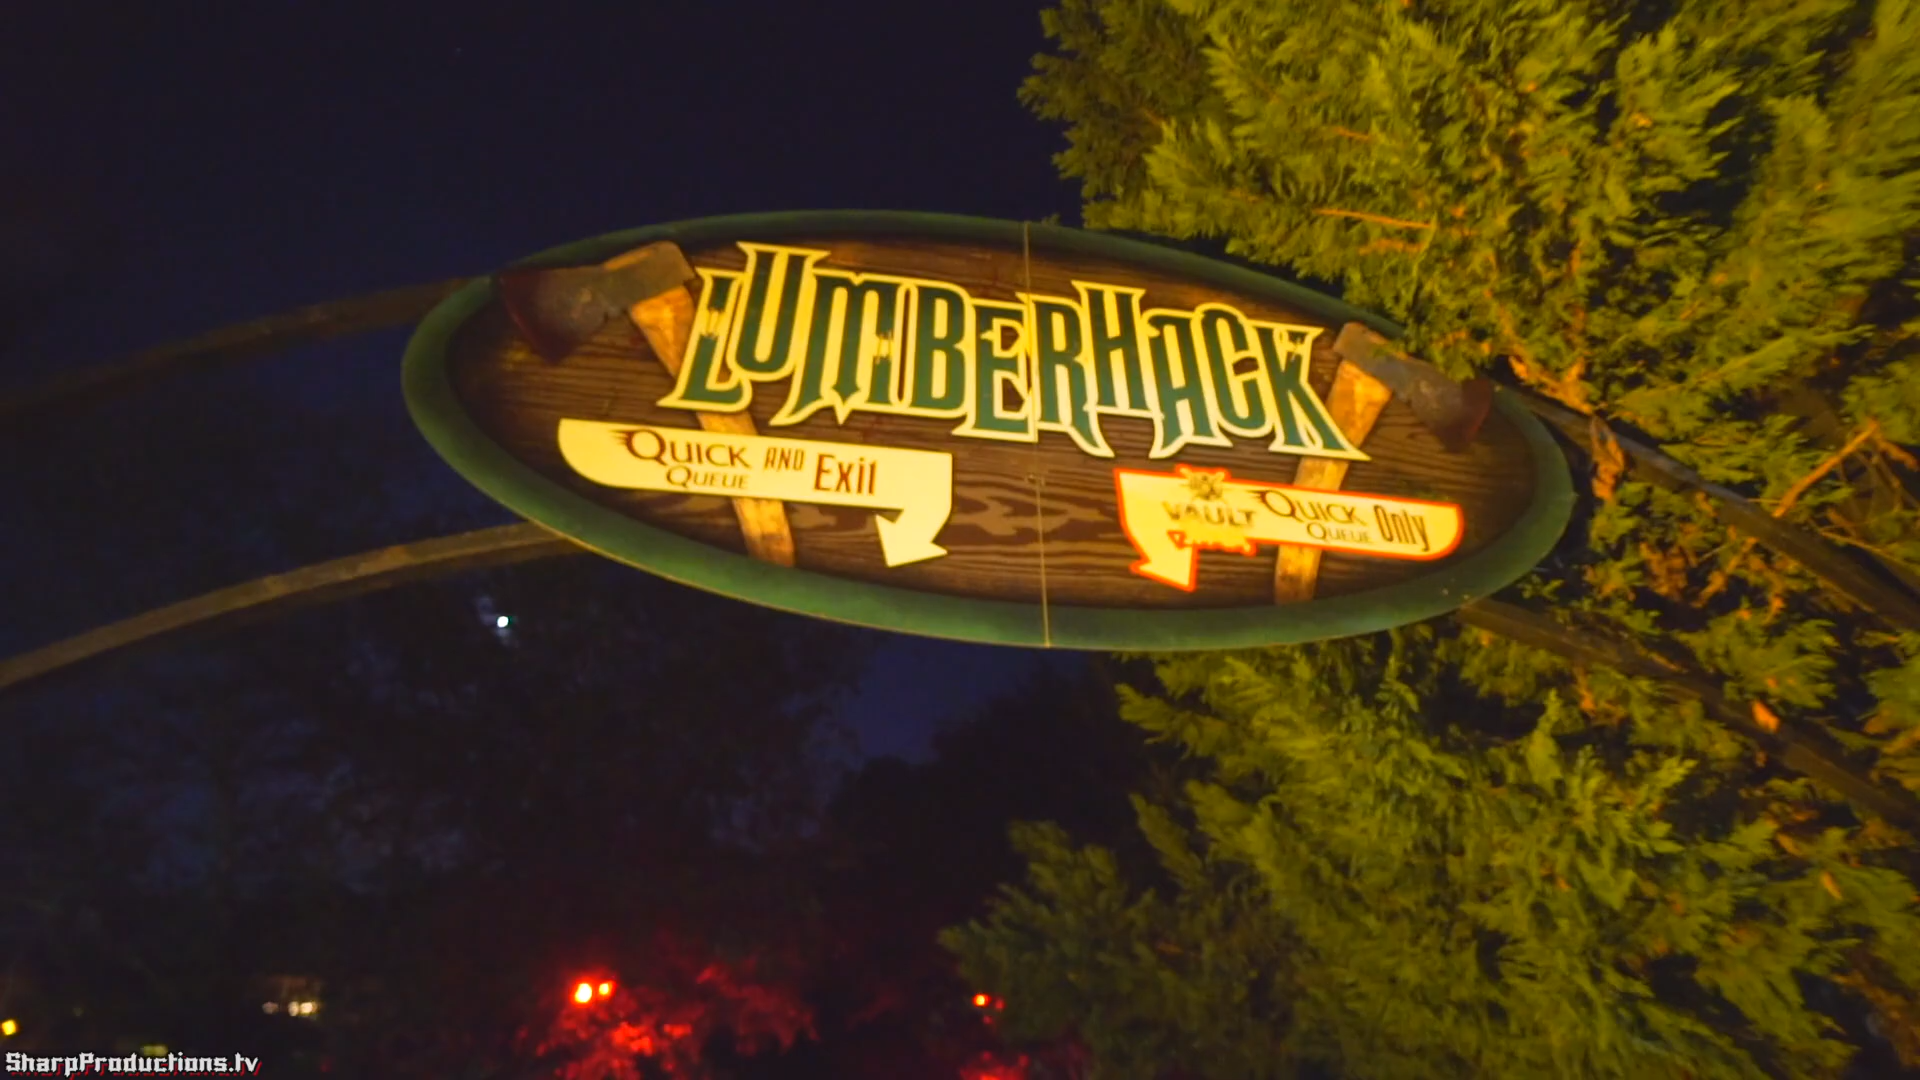 LUMBERHACK
QUICK AND Exit
QUEUE
VAULT QUICK Only
QUEUE
SharpProductions.tv